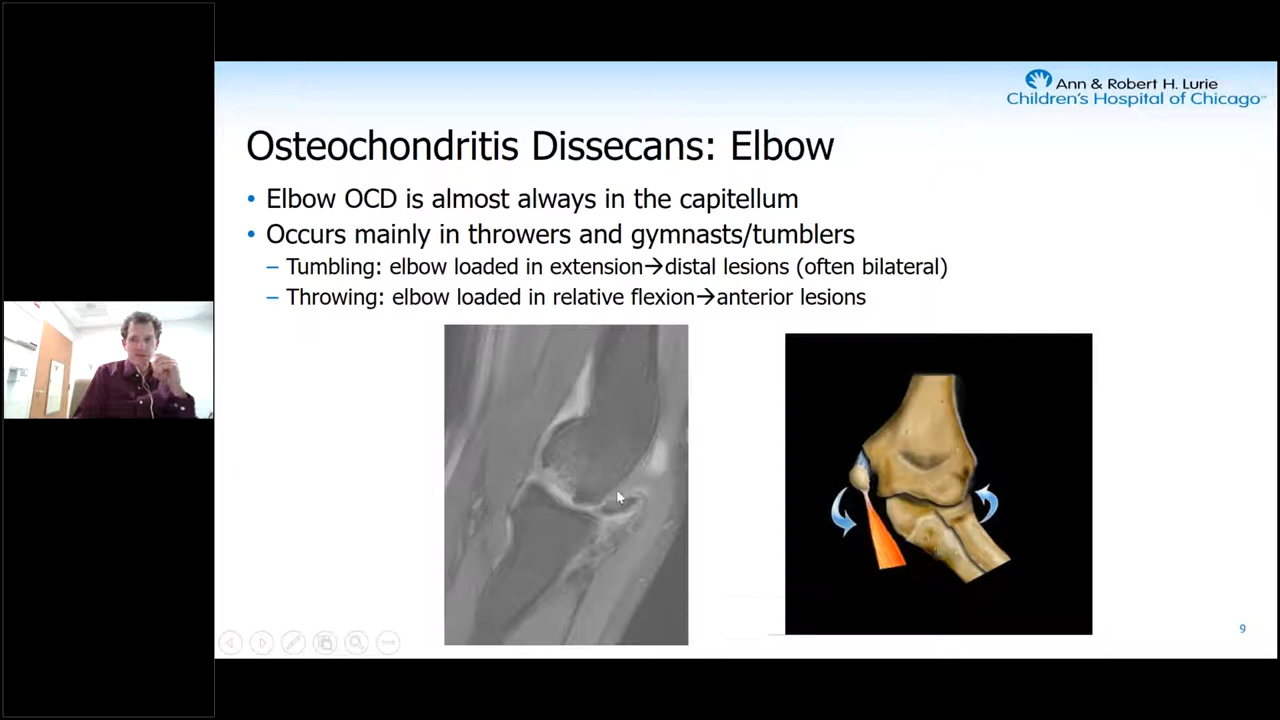 Ann & Robert H. Lurie
Children's Hospital of Chicago
Osteochondritis Dissecans: Elbow
• Elbow OCD is almost always in the capitellum
• Occurs mainly in throwers and gymnasts/tumblers
– Tumbling: elbow loaded in extension→distal lesions (often bilateral)
– Throwing: elbow loaded in relative flexion→anterior lesions
9